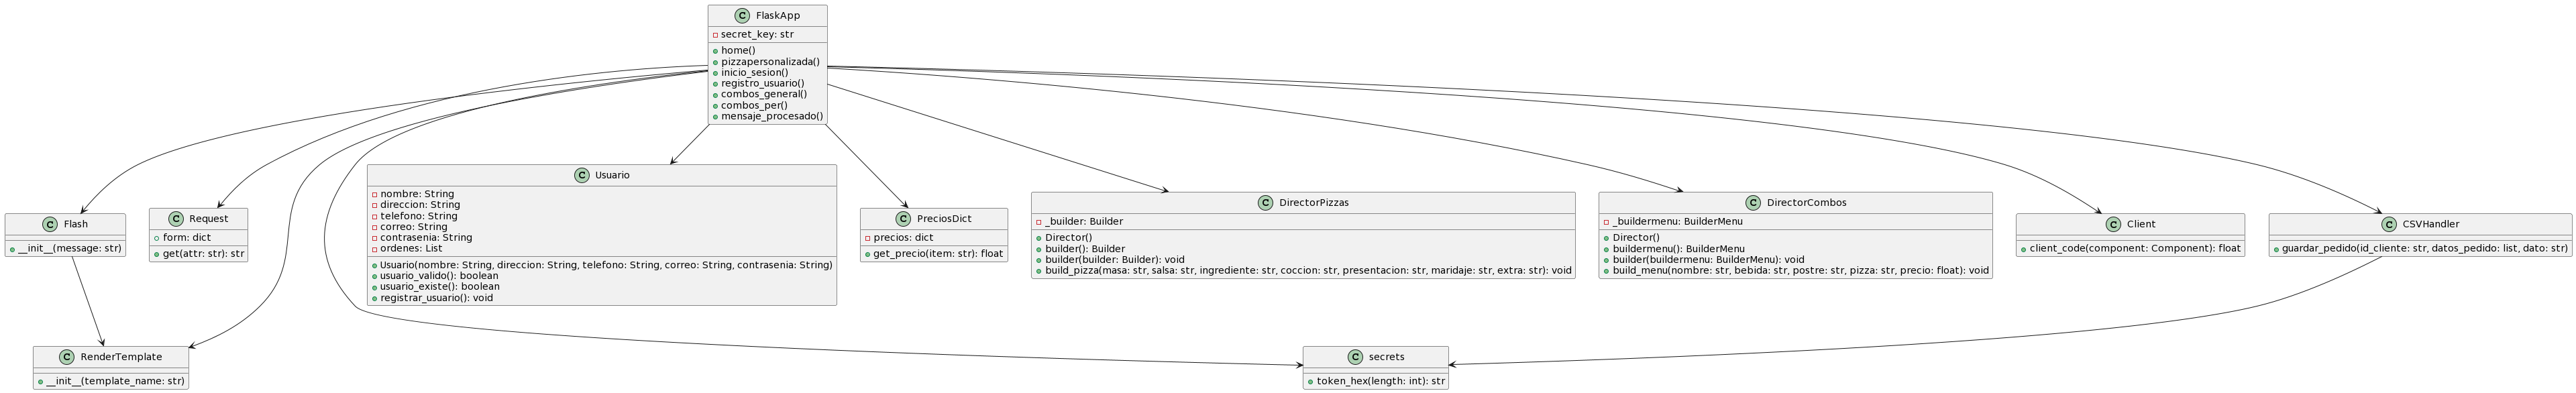 C FlaskApp
secret_key: str
home()
pizzapersonalizada()
inicio_sesion()
registro_usuario()
combos_general()
combos_per()
mensaje_procesado()
C Flash
__init__(message: str)
C Request
form: dict
get(attr: str): str
C Usuario
nombre: String
direccion: String
telefono: String
correo: String
contrasenia: String
ordenes: List
Usuario(nombre: String, direccion: String, telefono: String, correo: String, contrasenia: String)
usuario_valido(): boolean
usuario_existe(): boolean
registrar_usuario(): void
C PreciosDict
precios: dict
get_precio(item: str): float
C DirectorPizzas
_builder: Builder
Director()
builder(): Builder
builder(builder: Builder): void
build_pizza(masa: str, salsa: str, ingrediente: str, coccion: str, presentacion: str, maridaje: str, extra: str): void
C DirectorCombos
_buildermenu: BuilderMenu
Director()
buildermenu(): BuilderMenu
builder(buildermenu: BuilderMenu): void
build_menu(nombre: str, bebida: str, postre: str, pizza: str, precio: float): void
C Client
client_code(component: Component): float
C CSVHandler
guardar_pedido(id_cliente: str, datos_pedido: list, dato: str)
C RenderTemplate
__init__(template_name: str)
C secrets
token_hex(length: int): str